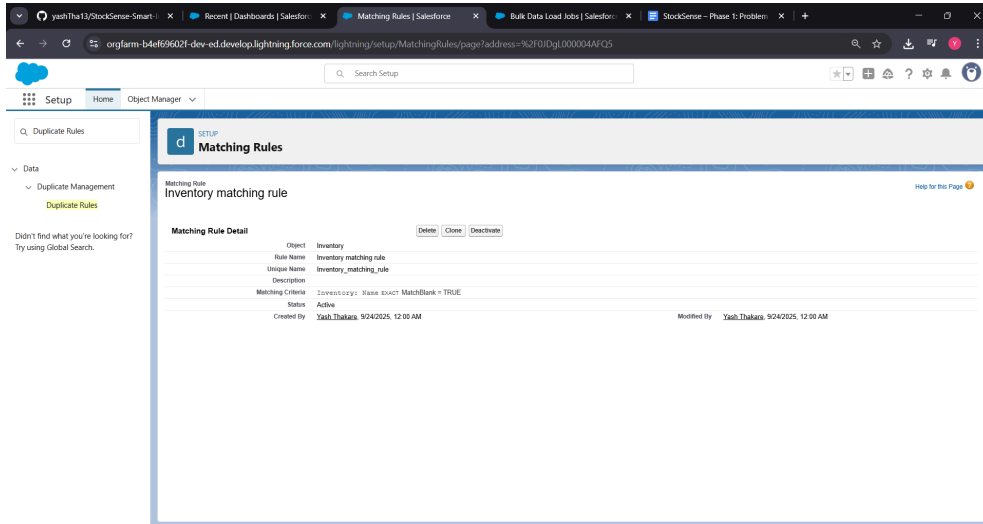 yashTha13/StockSense-Smart-I
Recent | Dashboards | Salesforc
Matching Rules | Salesforce
Bulk Data Load Jobs | Salesforc
StockSense – Phase 1: Problem
orgfarm-b4ef69602f-dev-ed.develop.lightning.force.com/lightning/setup/MatchingRules/page?address=%2F0JDgL000004AFQ5
Y
Search Setup
Setup
Home
Object Manager
Duplicate Rules
Data
Duplicate Management
Duplicate Rules
Didn't find what you're looking for?
Try using Global Search.
d
SETUP
Matching Rules
Matching Rule
Inventory matching rule
Help for this Page
Matching Rule Detail
Delete Clone Deactivate
Object Inventory
Rule Name Inventory matching rule
Unique Name Inventory_matching_rule
Description
Matching Criteria Inventory: Name EXACT MatchBlank = TRUE
Status Active
Created By Yash Thakare, 9/24/2025, 12:00 AM Modified By Yash Thakare, 9/24/2025, 12:00 AM